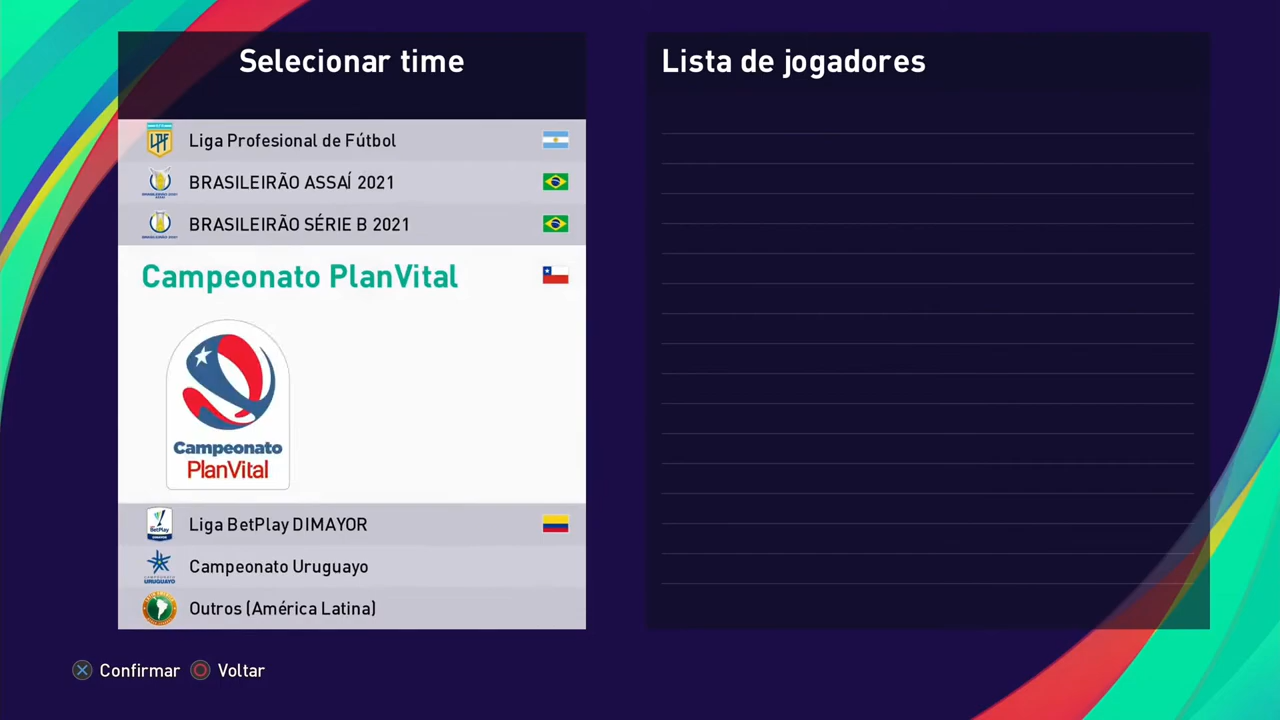 Selecionar time
Liga Profesional de Fútbol
BRASILEIRÃO ASSAÍ 2021
BRASILEIRÃO SÉRIE B 2021
Campeonato PlanVital
Campeonato
PlanVital
Liga BetPlay DIMAYOR
Campeonato Uruguayo
Outros (América Latina)
Lista de jogadores
Confirmar
Voltar